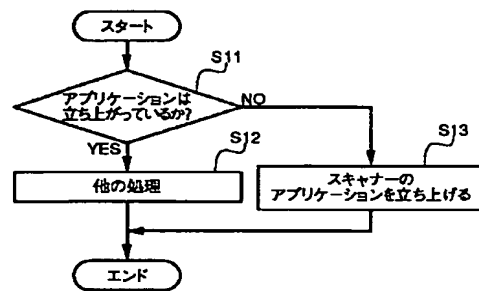 スタート
S11
アプリケーションは
立ち上がっているか?
NO
YES
S12
他の処理
S13
スキャナーの
アプリケーションを立ち上げる
エンド